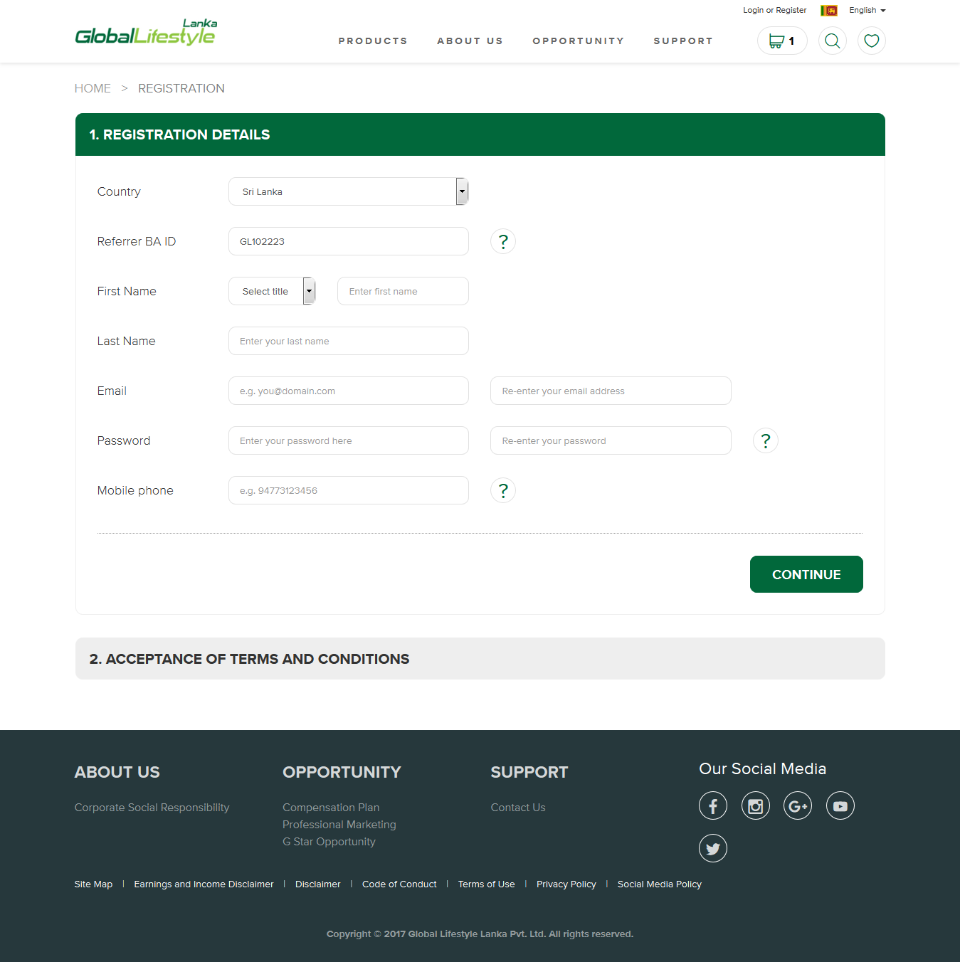 Login or Register English
Lanka
GlobalLifestyle
PRODUCTS ABOUT US OPPORTUNITY SUPPORT 1
HOME > REGISTRATION
1. REGISTRATION DETAILS
Country Sri Lanka
Referrer BA ID GL102223 ?
First Name Select title Enter first name
Last Name Enter your last name
Email e.g. you@domain.com Re-enter your email address
Password Enter your password here Re-enter your password ?
Mobile phone e.g. 94773123456 ?
CONTINUE
2. ACCEPTANCE OF TERMS AND CONDITIONS
ABOUT US OPPORTUNITY SUPPORT Our Social Media
Corporate Social Responsibility Compensation Plan Contact Us
Professional Marketing
G Star Opportunity
Site Map | Earnings and Income Disclaimer | Disclaimer | Code of Conduct | Terms of Use | Privacy Policy | Social Media Policy
Copyright © 2017 Global Lifestyle Lanka Pvt. Ltd. All rights reserved.